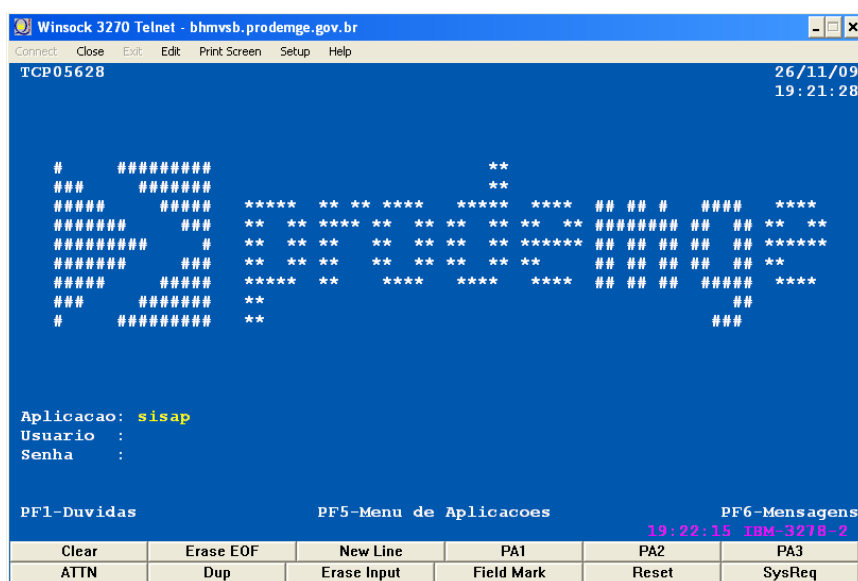 Winsock 3270 Telnet - bhmvsb.prodemge.gov.br
Connect Close Exit Edit Print Screen Setup Help
TCP05628 26/11/09
19:21:28
prodemge
Aplicacao: sisap
Usuario :
Senha :
PF1-Duvidas PF5-Menu de Aplicacoes PF6-Mensagens
19:22:15 IBM-3278-2
Clear Erase EOF New Line PA1 PA2 PA3
ATTN Dup Erase Input Field Mark Reset SysReq